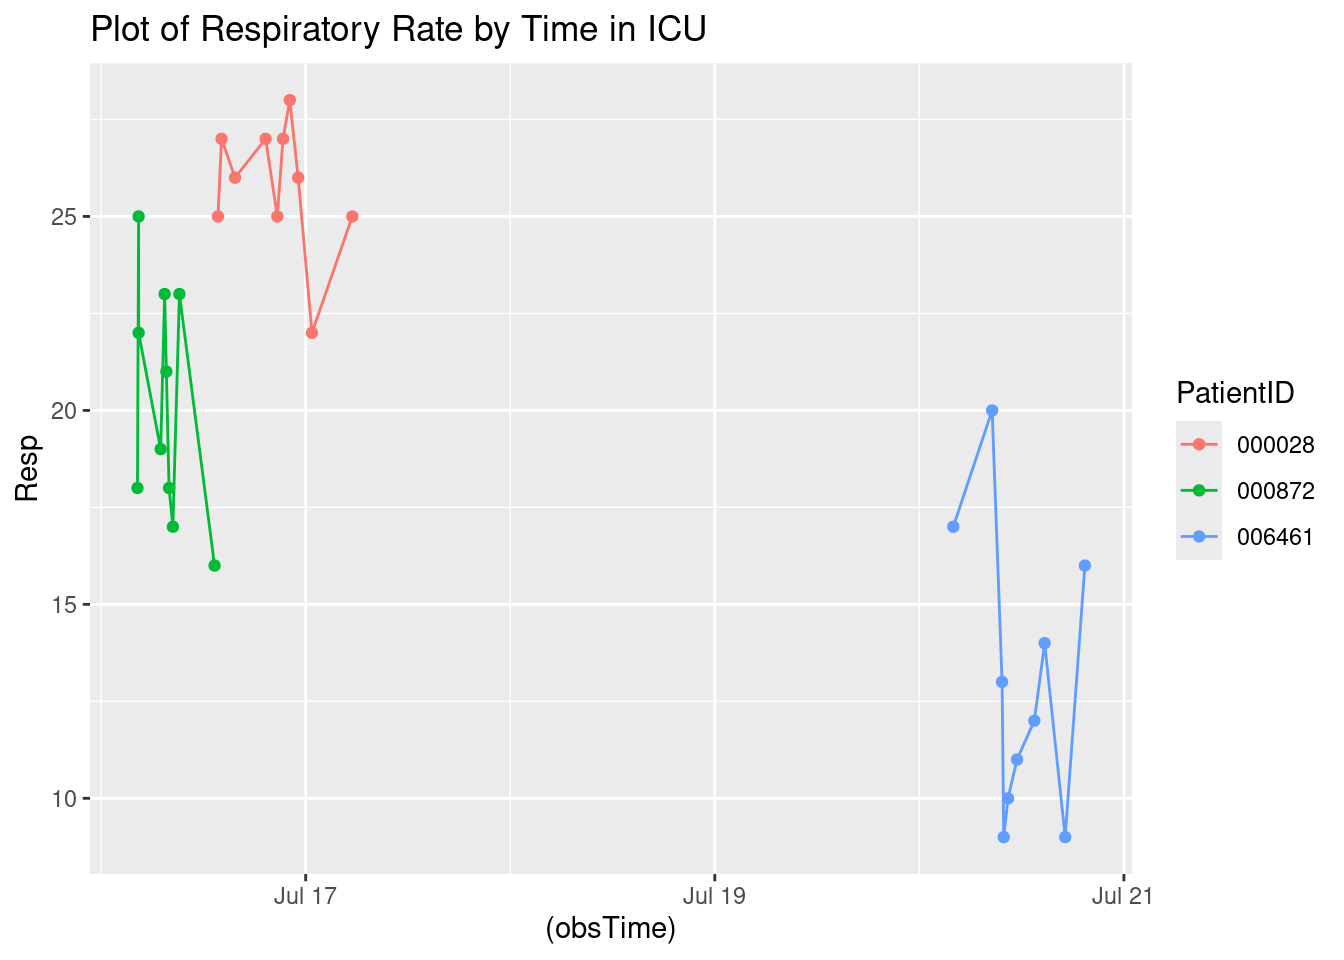 Plot of Respiratory Rate by Time in ICU
Resp
25
20
15
10
Jul 17
Jul 19
Jul 21
(obsTime)
PatientID
000028
000872
006461